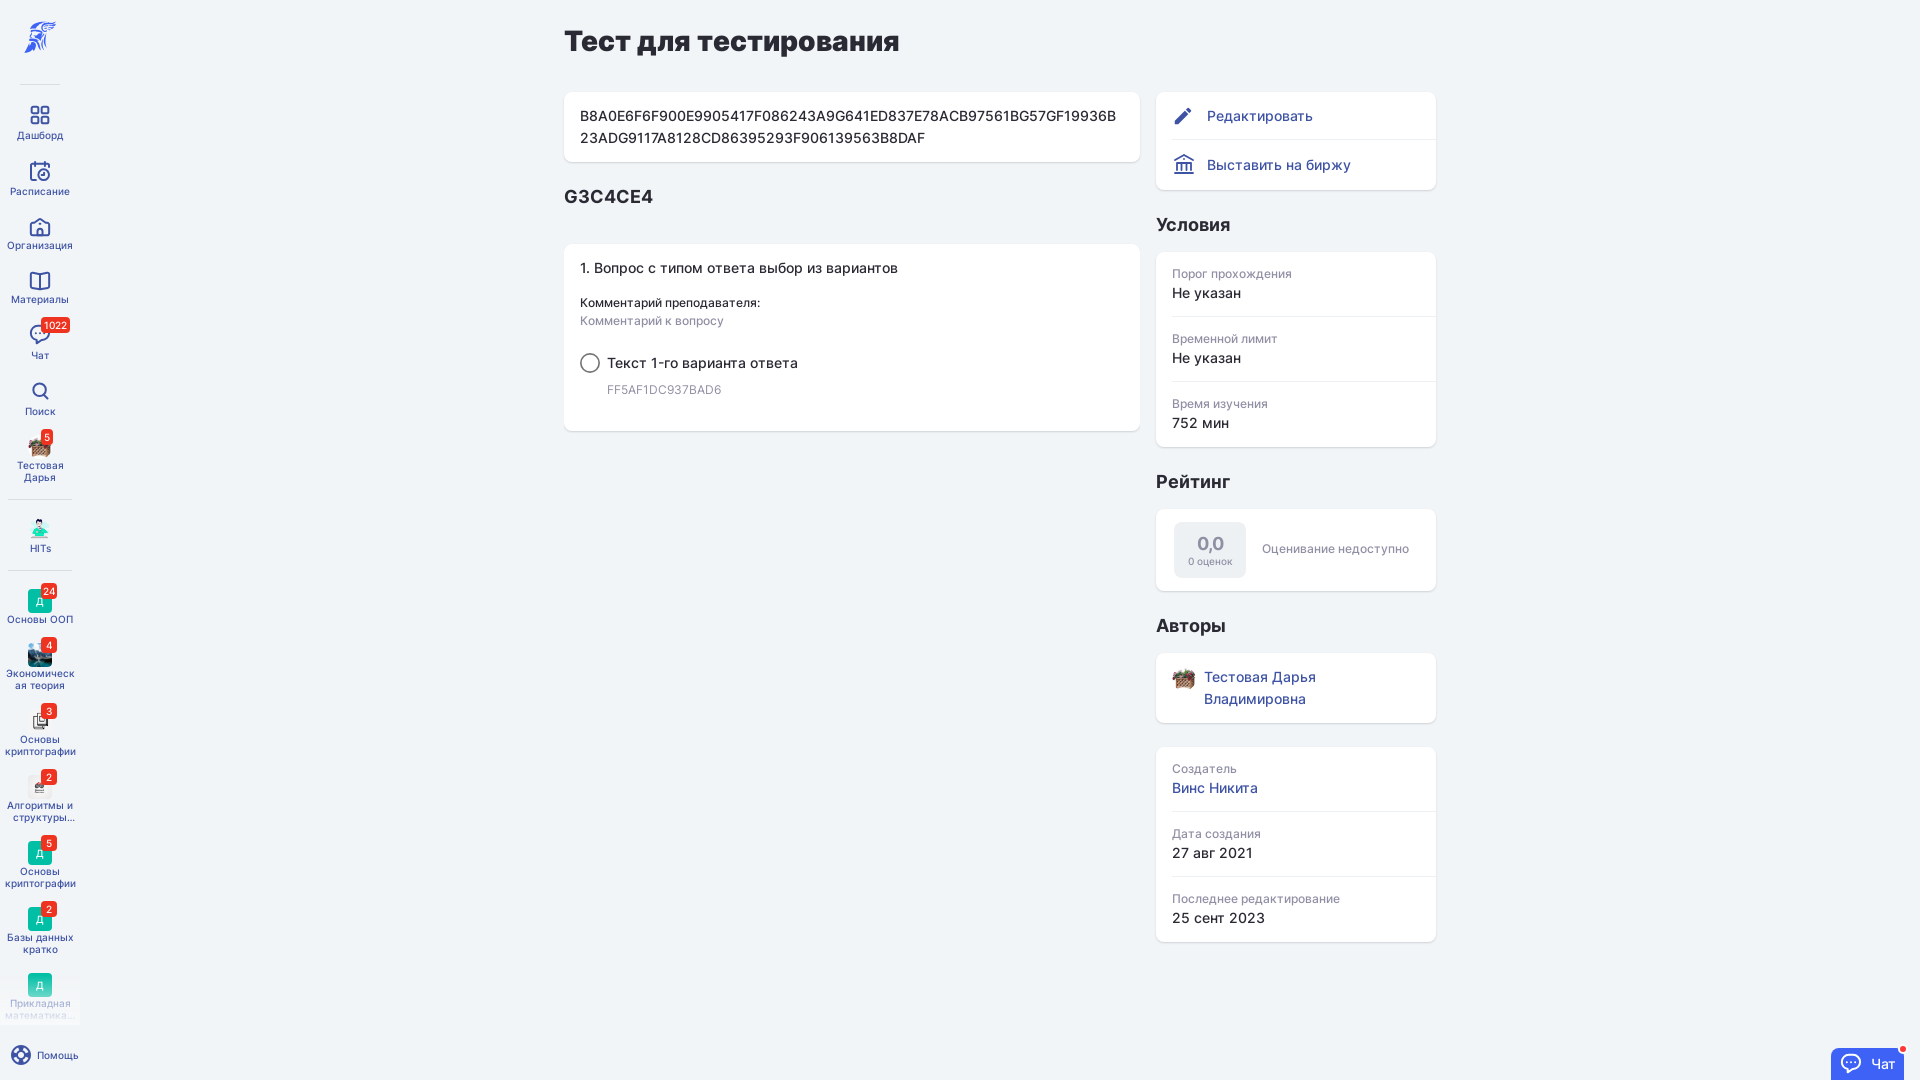 Тест для тестирования
Дашборд
Расписание
Организация
Материалы
1022
Чат
Поиск
5
Тестовая
Дарья
HITs
24
Д
Основы ООП
4
Экономическ
ая теория
3
Основы
криптографии
2
Алгоритмы и
структуры...
5
Д
Основы
криптографии
2
Д
Базы данных
кратко
Д
Прикладная
математика...
Помощь
B8A0E6F6F900E9905417F086243A9G641ED837E78ACB97561BG57GF19936B
23ADG9117A8128CD86395293F906139563B8DAF
G3C4CE4
1. Вопрос с типом ответа выбор из вариантов
Комментарий преподавателя:
Комментарий к вопросу
Текст 1-го варианта ответа
FF5AF1DC937BAD6
Редактировать
Выставить на биржу
Условия
Порог прохождения
Не указан
Временной лимит
Не указан
Время изучения
752 мин
Рейтинг
0,0
0 оценок
Оценивание недоступно
Авторы
Тестовая Дарья
Владимировна
Создатель
Винс Никита
Дата создания
27 авг 2021
Последнее редактирование
25 сент 2023
Чат